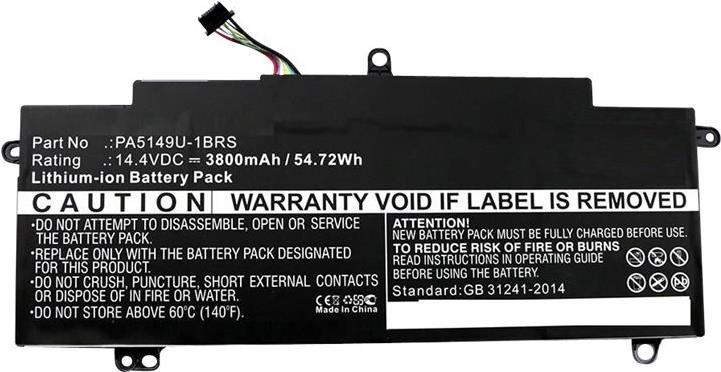 Part No .:PA5149U-1BRS
Rating .:14.4VDC ⎓ 3800mAh / 54.72Wh
Lithium-ion Battery Pack
CAUTION
WARRANTY VOID IF LABEL IS REMOVED
•DO NOT ATTEMPT TO DISASSEMBLE, OPEN OR SERVICE
THE BATTERY PACK.
•REPLACE ONLY WITH THE BATTERY PACK DESIGNATED
FOR THIS PRODUCT.
•DO NOT CRUSH, PUNCTURE, SHORT EXTERNAL CONTACTS
OR DISPOSE OF IN FIRE OR WATER.
•DO NOT STORE ABOVE 60℃ (140℉).
CE
Made In China
ATTENTION:
NEW BATTERY PACK MUST BE FULLY CHARGED BEFORE USE.
TO REDUCE RISK OF FIRE OR BURNS
READ INSTRUCTIONS IN OPERATING GUIDE
BEFORE USING BATTERY PACK.
Standard:GB 31241-2014